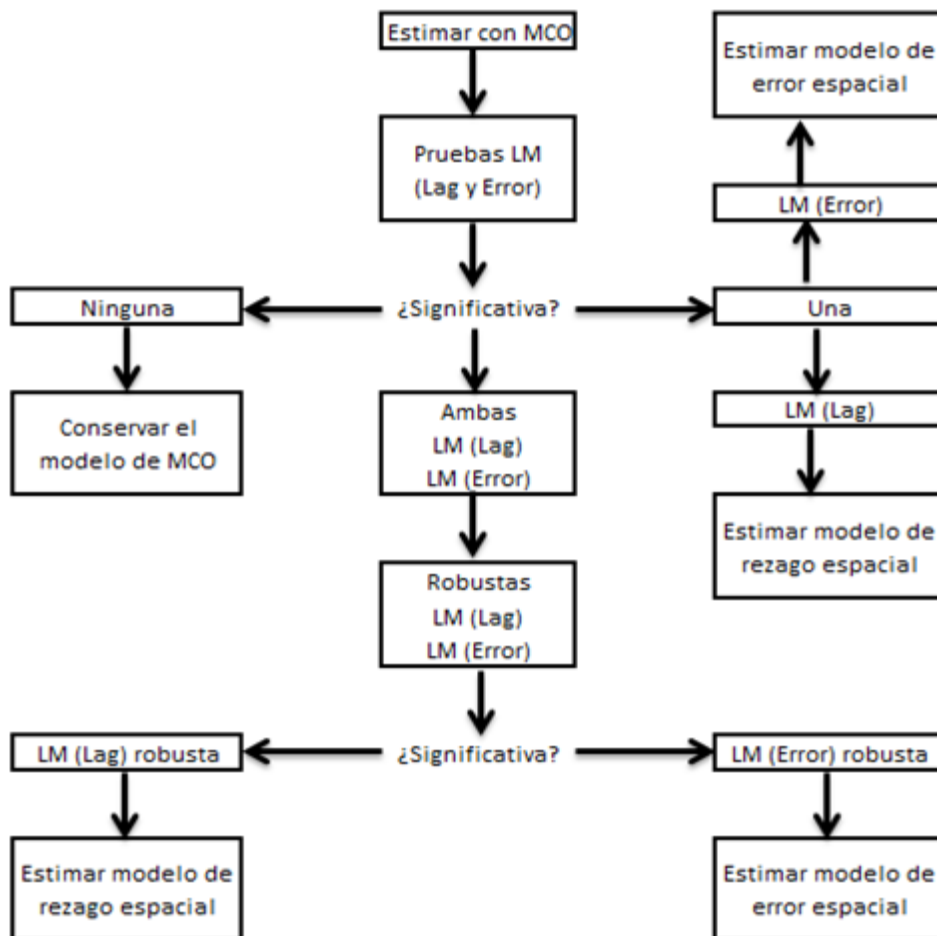 Estimar con MCO
Estimar modelo de
error espacial
Pruebas LM
(Lag y Error)
LM (Error)
Ninguna
¿Significativa?
Una
Conservar el
modelo de MCO
Ambas
LM (Lag)
LM (Error)
LM (Lag)
Estimar modelo de
rezago espacial
Robustas
LM (Lag)
LM (Error)
LM (Lag) robusta
¿Significativa?
LM (Error) robusta
Estimar modelo de
rezago espacial
Estimar modelo de
error espacial